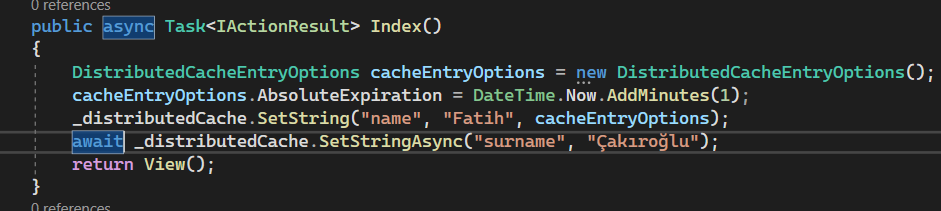 0 references
public async Task<IActionResult> Index()
{
DistributedCacheEntryOptions cacheEntryOptions = new DistributedCacheEntryOptions();
cacheEntryOptions.AbsoluteExpiration = DateTime.Now.AddMinutes(1);
_distributedCache.SetString("name", "Fatih", cacheEntryOptions);
await _distributedCache.SetStringAsync("surname", "Çakıroğlu");
return View();
}
0 references